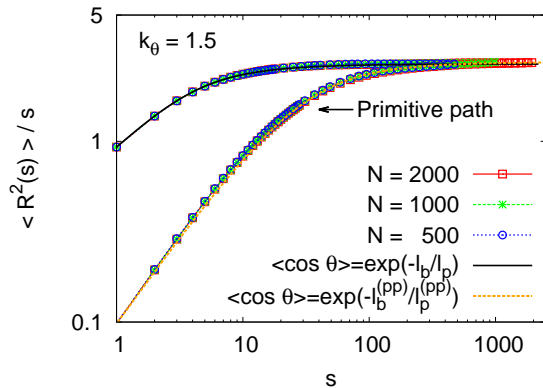 5
k_θ = 1.5
1
< R²(s) > / s
Primitive path
N = 2000
N = 1000
N = 500
<cos θ>=exp(-l_b/l_p)
<cos θ>=exp(-l_b^(pp)/l_p^(pp))
0.1
1 10 100 1000
s